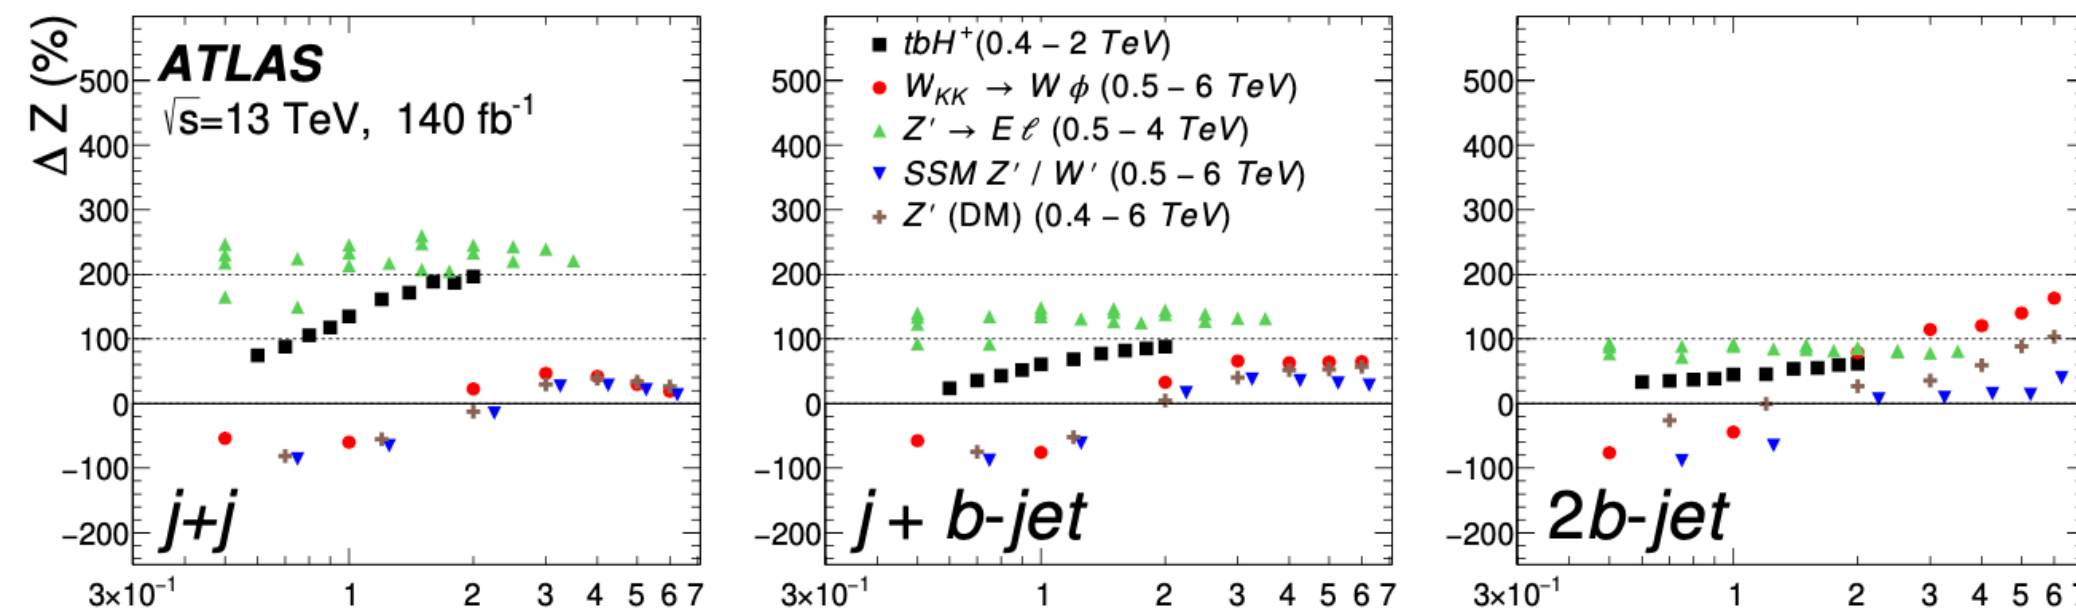 Δ Z (%)
500
400
300
200
100
0
−100
−200
ATLAS
√s=13 TeV, 140 fb⁻¹
j+j
3×10⁻¹ 1 2 3 4 5 6 7
500
400
300
200
100
0
−100
−200
tbH⁺(0.4 – 2 TeV)
W_KK → W ϕ (0.5 – 6 TeV)
Z′ → E ℓ (0.5 – 4 TeV)
SSM Z′ / W′ (0.5 – 6 TeV)
Z′ (DM) (0.4 – 6 TeV)
j + b-jet
3×10⁻¹ 1 2 3 4 5 6 7
500
400
300
200
100
0
−100
−200
2b-jet
3×10⁻¹ 1 2 3 4 5 6 7